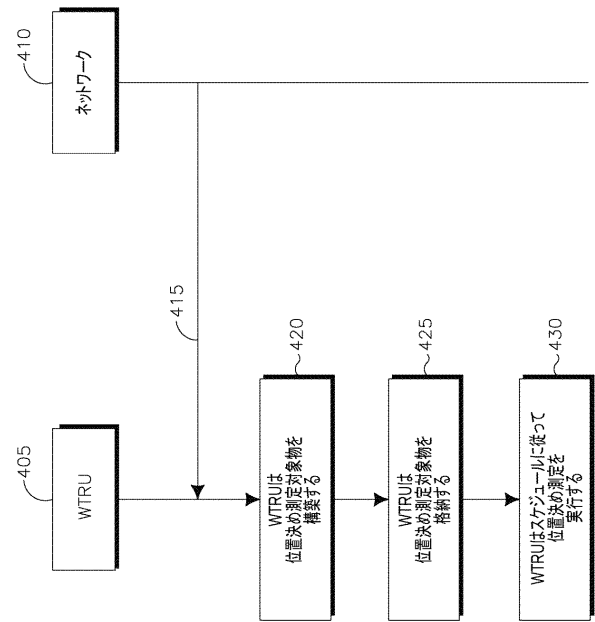 405
WTRU
410
ネットワーク
415
WTRUは
位置決め測定対象物を
構築する
420
WTRUは
位置決め測定対象物を
格納する
425
WTRUはスケジュールに従って
位置決め測定を
実行する
430